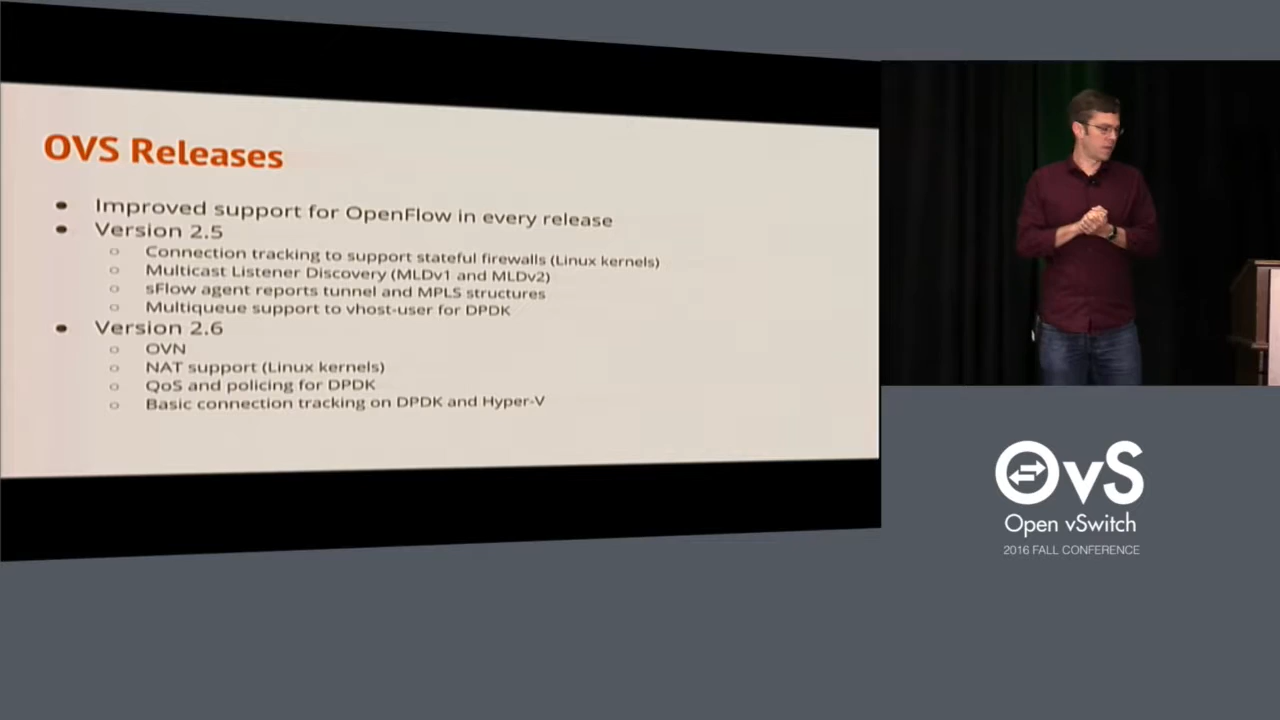 OVS Releases
● Improved support for OpenFlow in every release
● Version 2.5
○ Connection tracking to support stateful firewalls (Linux kernels)
○ Multicast Listener Discovery (MLDv1 and MLDv2)
○ sFlow agent reports tunnel and MPLS structures
○ Multiqueue support to vhost-user for DPDK
● Version 2.6
○ OVN
○ NAT support (Linux kernels)
○ QoS and policing for DPDK
○ Basic connection tracking on DPDK and Hyper-V
OvS
Open vSwitch
2016 FALL CONFERENCE